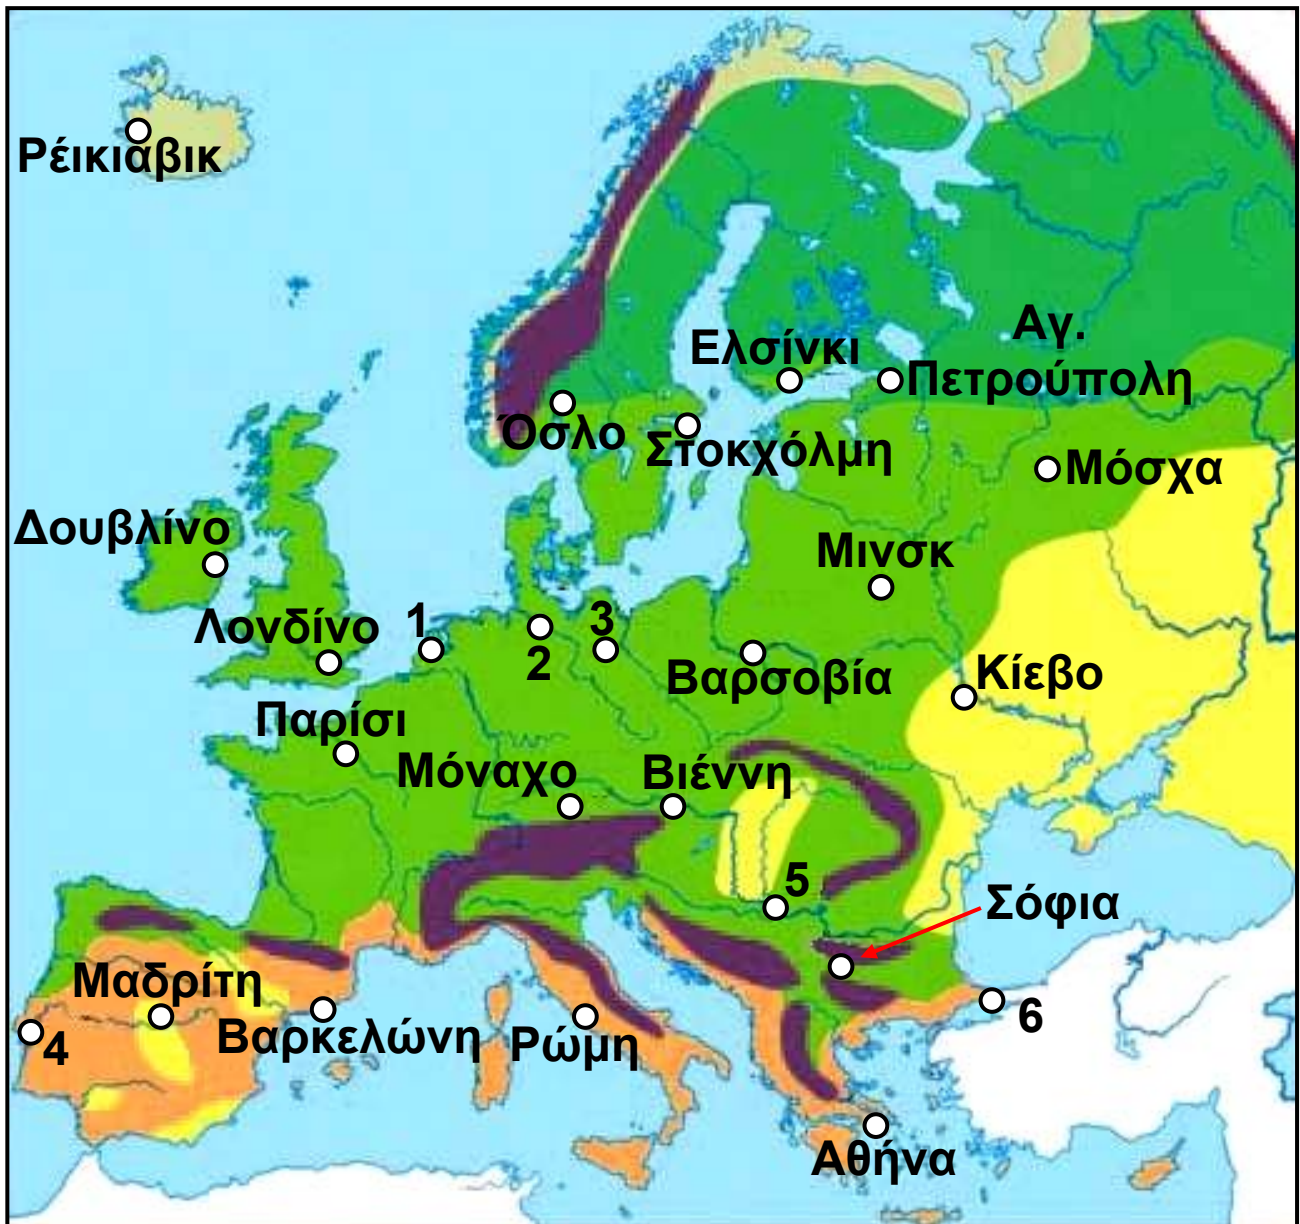 Ρέικιαβικ
Αγ.
Πετρούπολη
Ελσίνκι
Όσλο
Στοκχόλμη
Μόσχα
Δουβλίνο
Μινσκ
Λονδίνο
1
2
3
Βαρσοβία
Κίεβο
Παρίσι
Μόναχο
Βιέννη
5
Σόφια
Μαδρίτη
4
Βαρκελώνη
Ρώμη
6
Αθήνα